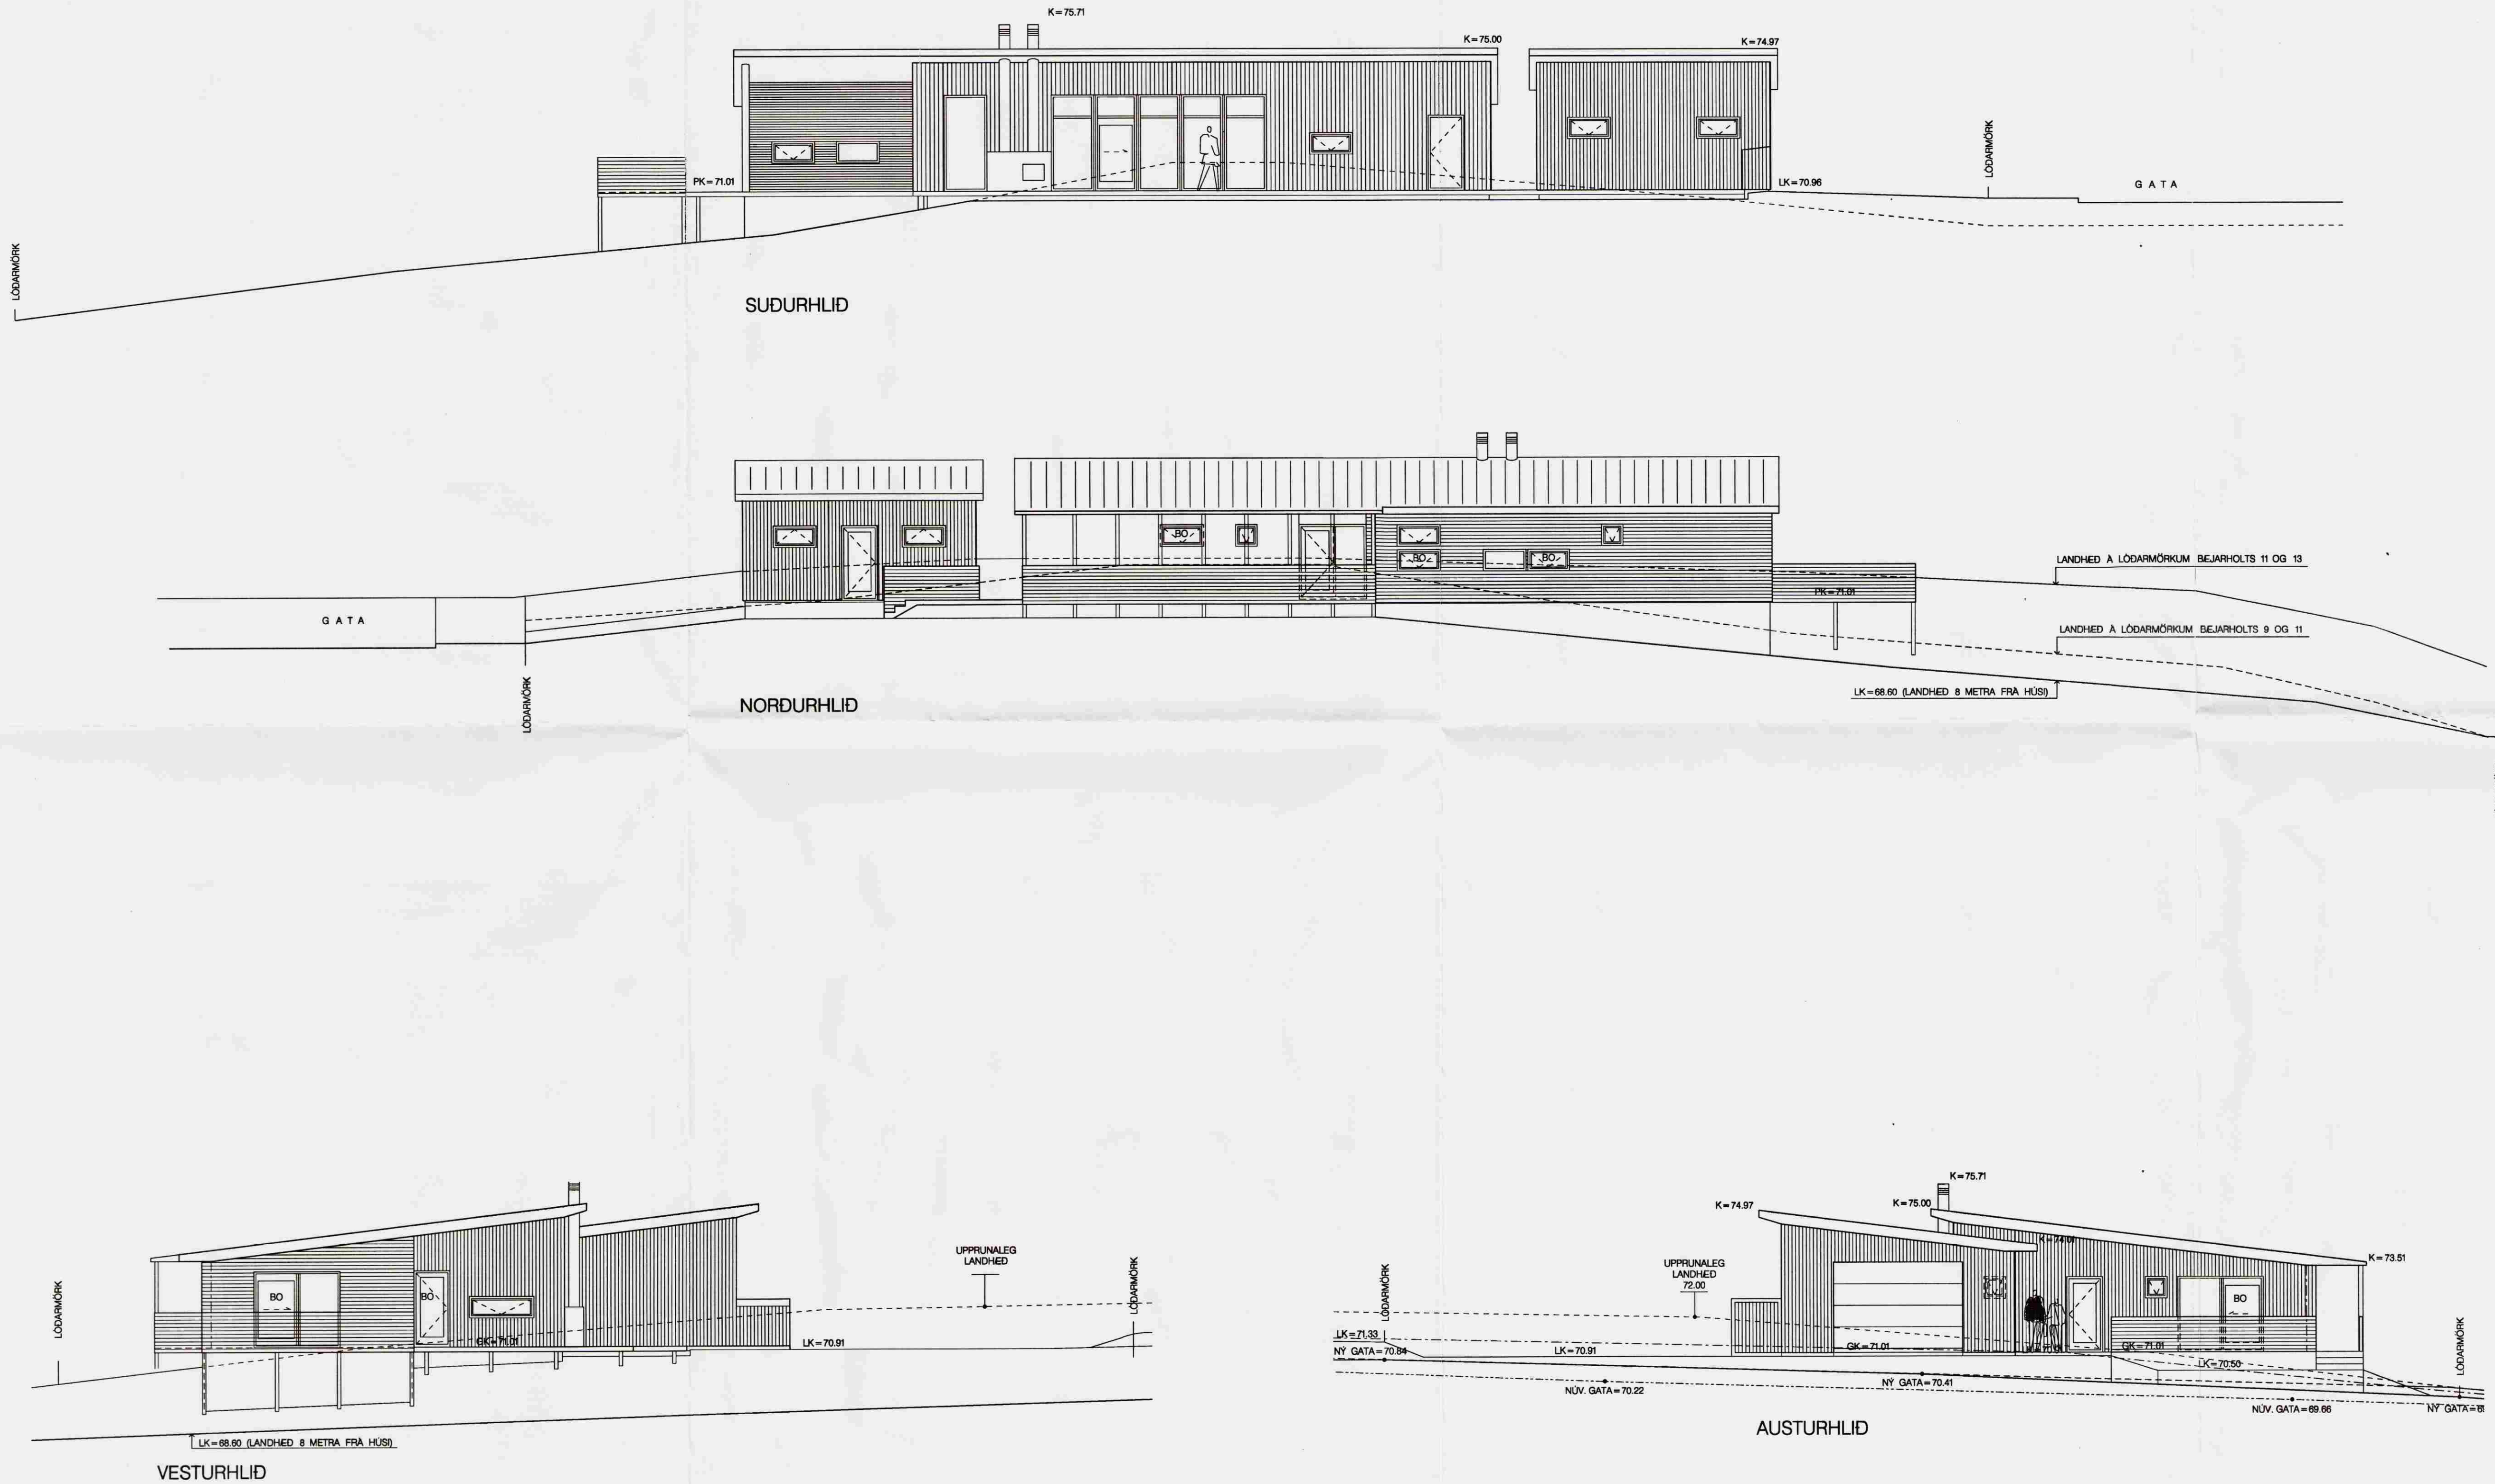 K=75.71
K=75.00
K=74.97
LÓÐARMÖRK
PK=71.01
LK=70.96
GATA
LÓÐARMÖRK
SUÐURHLIÐ
BO
BO
BO
LANDHÆÐ Á LÓÐARMÖRKUM BEJARHOLTS 11 OG 13
PK=71.01
GATA
LANDHÆÐ Á LÓÐARMÖRKUM BEJARHOLTS 9 OG 11
LÓÐARMÖRK
LK=68.60 (LANDHÆÐ 8 METRA FRÁ HÚSI)
NORÐURHLIÐ
UPPRUNALEG
LANDHÆÐ
LÓÐARMÖRK
LÓÐARMÖRK
BO
BO
GK=71.01
LK=70.91
LK=68.60 (LANDHÆÐ 8 METRA FRÁ HÚSI)
VESTURHLIÐ
K=75.71
K=74.97
K=75.00
K=74.01
K=73.51
UPPRUNALEG
LANDHÆÐ
72.00
LÓÐARMÖRK
BO
LK=71.33
NÝ GATA=70.84
LK=70.91
GK=71.01
GK=71.01
LK=70.50
LÓÐARMÖRK
NÚV. GATA=70.22
NÝ GATA=70.41
NÚV. GATA=69.66
NÝ GATA=6
AUSTURHLIÐ